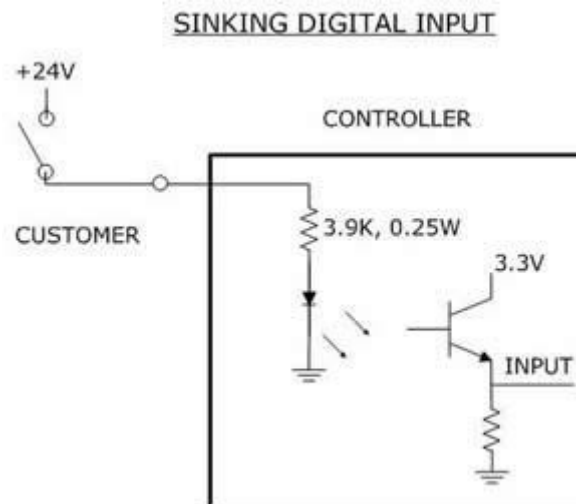 SINKING DIGITAL INPUT
+24V
CONTROLLER
CUSTOMER
3.9K, 0.25W
3.3V
INPUT